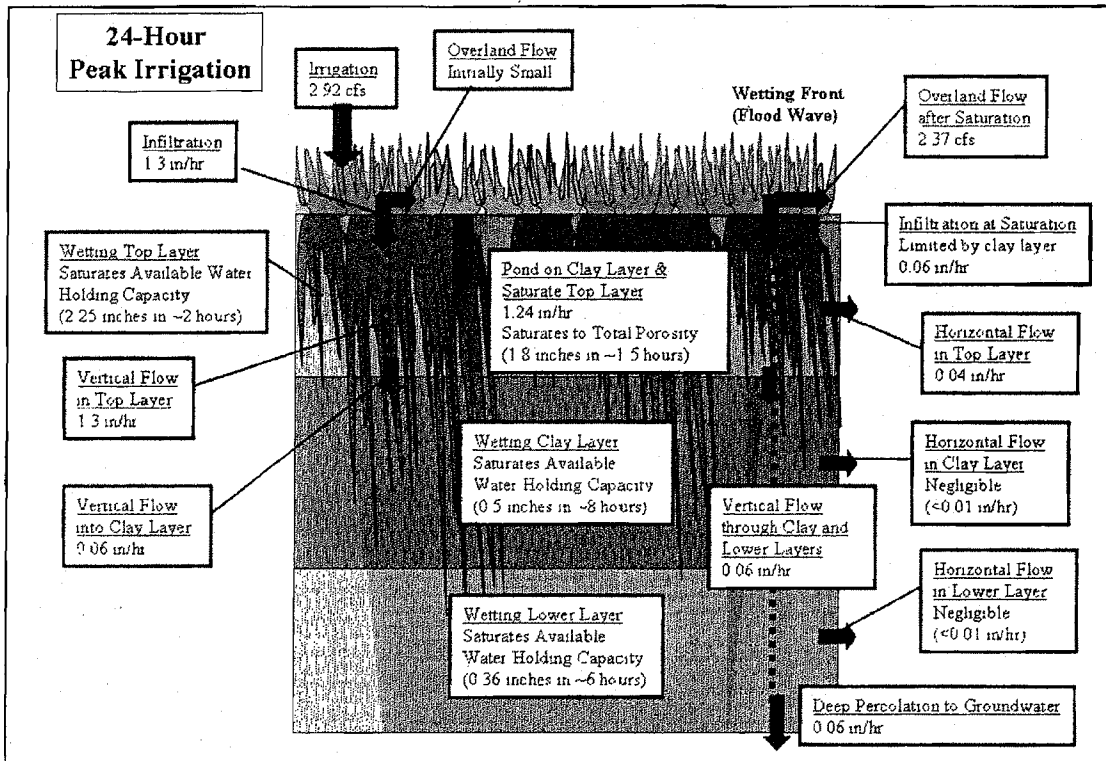 24-Hour
Peak Irrigation
Irrigation
2.92 cfs
Overland Flow
Initially Small
Wetting Front
(Flood Wave)
Overland Flow
after Saturation
2.37 cfs
Infiltration
1.3 in/hr
Infiltration at Saturation
Limited by clay layer
0.06 in/hr
Wetting Top Layer
Saturates Available Water
Holding Capacity
(2.25 inches in ~2 hours)
Pond on Clay Layer &
Saturate Top Layer
1.24 in/hr
Saturates to Total Porosity
(1.8 inches in ~1.5 hours)
Horizontal Flow
in Top Layer
0.04 in/hr
Vertical Flow
in Top Layer
1.3 in/hr
Wetting Clay Layer
Saturates Available
Water Holding Capacity
(0.5 inches in ~8 hours)
Horizontal Flow
in Clay Layer
Negligible
(<0.01 in/hr)
Vertical Flow
into Clay Layer
0.06 in/hr
Vertical Flow
through Clay and
Lower Layers
0.06 in/hr
Horizontal Flow
in Lower Layer
Negligible
(<0.01 in/hr)
Wetting Lower Layer
Saturates Available
Water Holding Capacity
(0.36 inches in ~6 hours)
Deep Percolation to Groundwater
0.06 in/hr